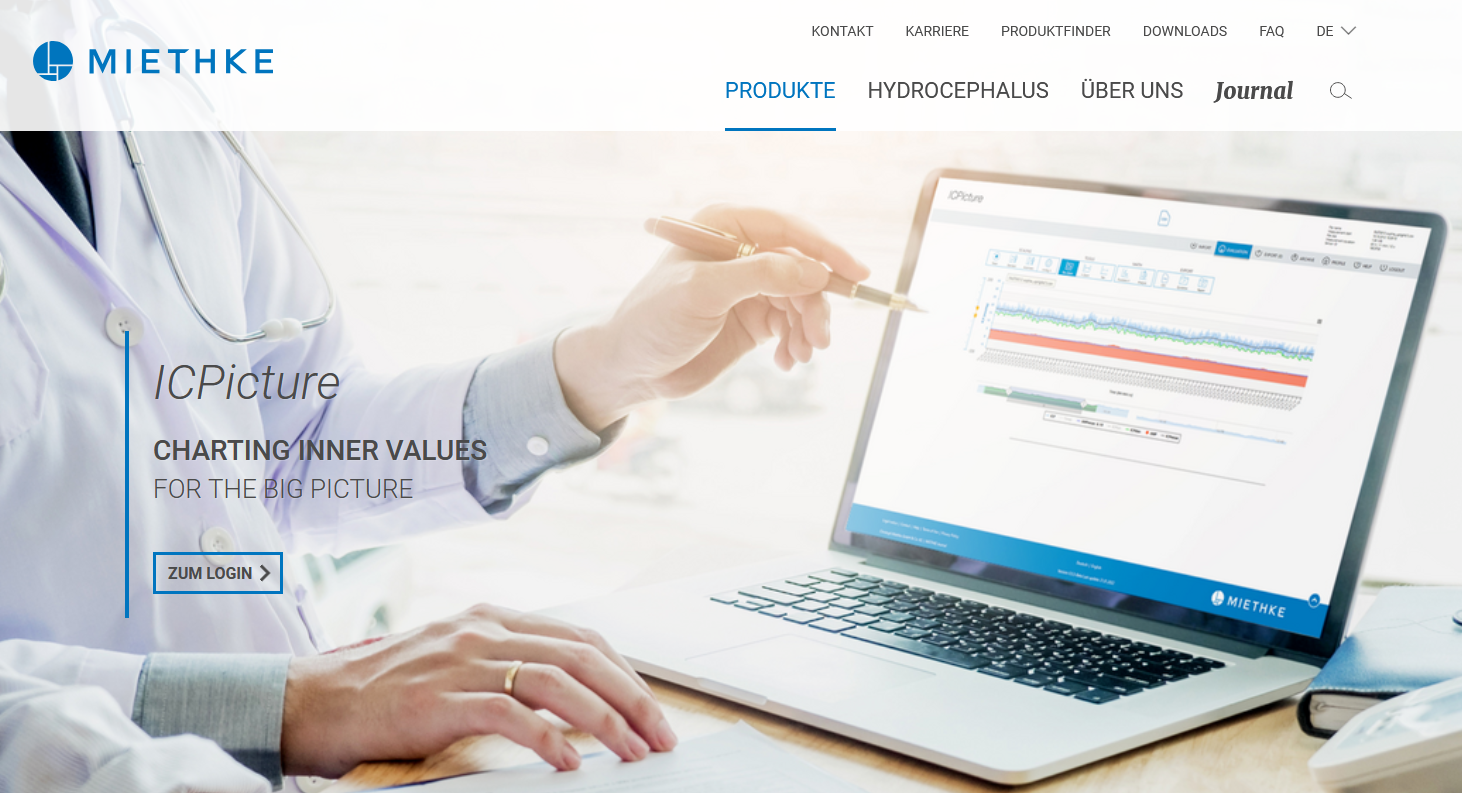 KONTAKT KARRIERE PRODUKTFINDER DOWNLOADS FAQ DE
MIETHKE
PRODUKTE HYDROCEPHALUS ÜBER UNS Journal
ICPicture
ICPicture
CHARTING INNER VALUES
FOR THE BIG PICTURE
ZUM LOGIN
MIETHKE